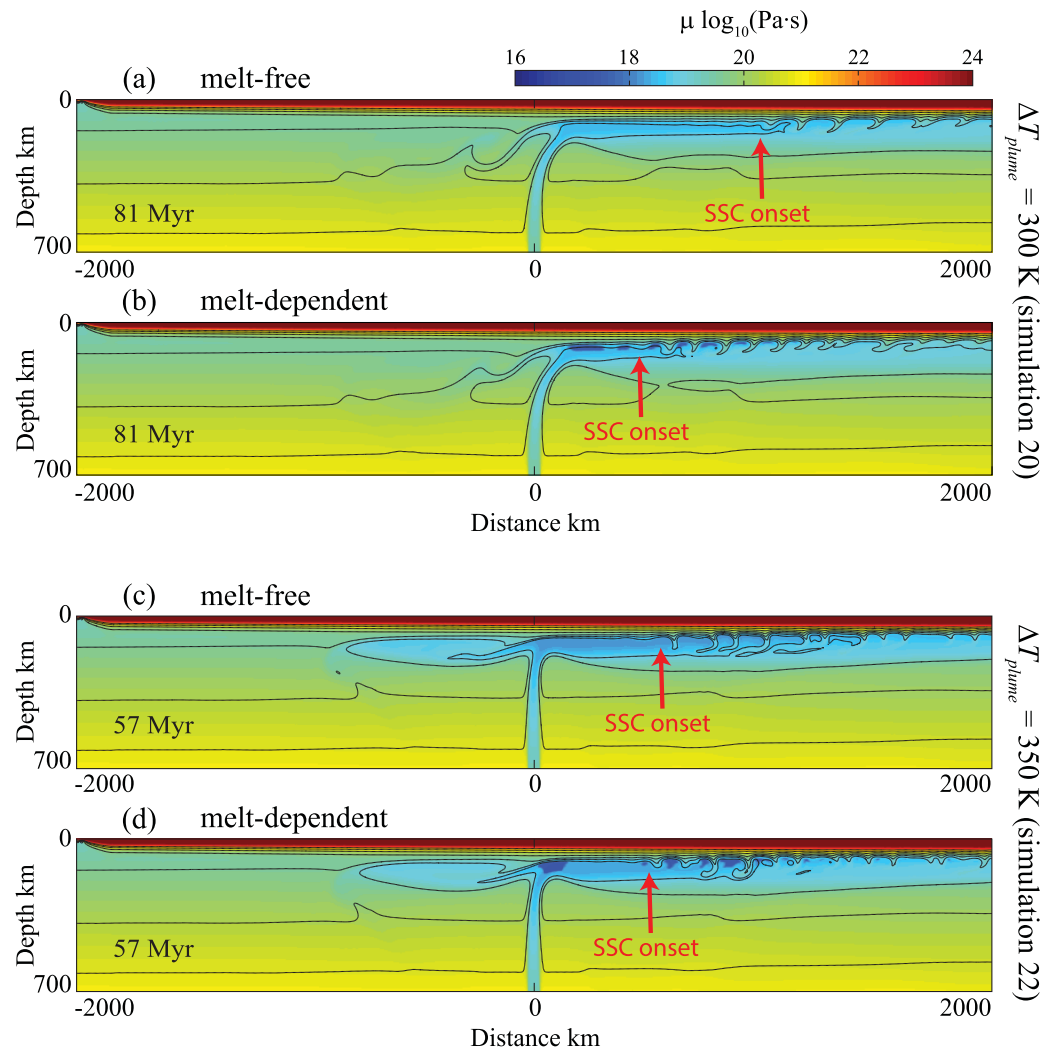 μ log10(Pa·s)
16 18 20 22 24
(a) melt-free
0
Depth km
700
81 Myr
SSC onset
-2000 0 2000
(b) melt-dependent
0
Depth km
700
81 Myr
SSC onset
-2000 0 2000
Distance km
ΔTplume = 300 K (simulation 20)
(c) melt-free
0
Depth km
700
57 Myr
SSC onset
-2000 0 2000
(d) melt-dependent
0
Depth km
700
57 Myr
SSC onset
-2000 0 2000
Distance km
ΔTplume = 350 K (simulation 22)